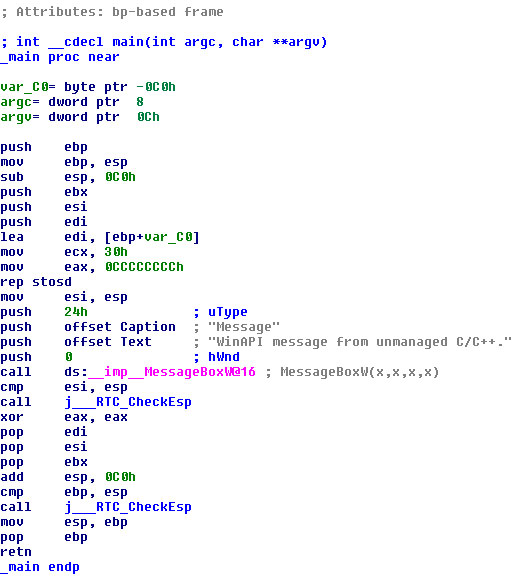 ; Attributes: bp-based frame
; int __cdecl main(int argc, char **argv)
_main proc near
var_C0= byte ptr -0C0h
argc= dword ptr  8
argv= dword ptr  0Ch
push    ebp
mov     ebp, esp
sub     esp, 0C0h
push    ebx
push    esi
push    edi
lea     edi, [ebp+var_C0]
mov     ecx, 30h
mov     eax, 0CCCCCCCCh
rep stosd
mov     esi, esp
push    24h             ; uType
push    offset Caption  ; "Message"
push    offset Text     ; "WinAPI message from unmanaged C/C++."
push    0               ; hWnd
call    ds:__imp__MessageBoxW@16 ; MessageBoxW(x,x,x,x)
cmp     esi, esp
call    j___RTC_CheckEsp
xor     eax, eax
pop     edi
pop     esi
pop     ebx
add     esp, 0C0h
cmp     ebp, esp
call    j___RTC_CheckEsp
mov     esp, ebp
pop     ebp
retn
_main endp